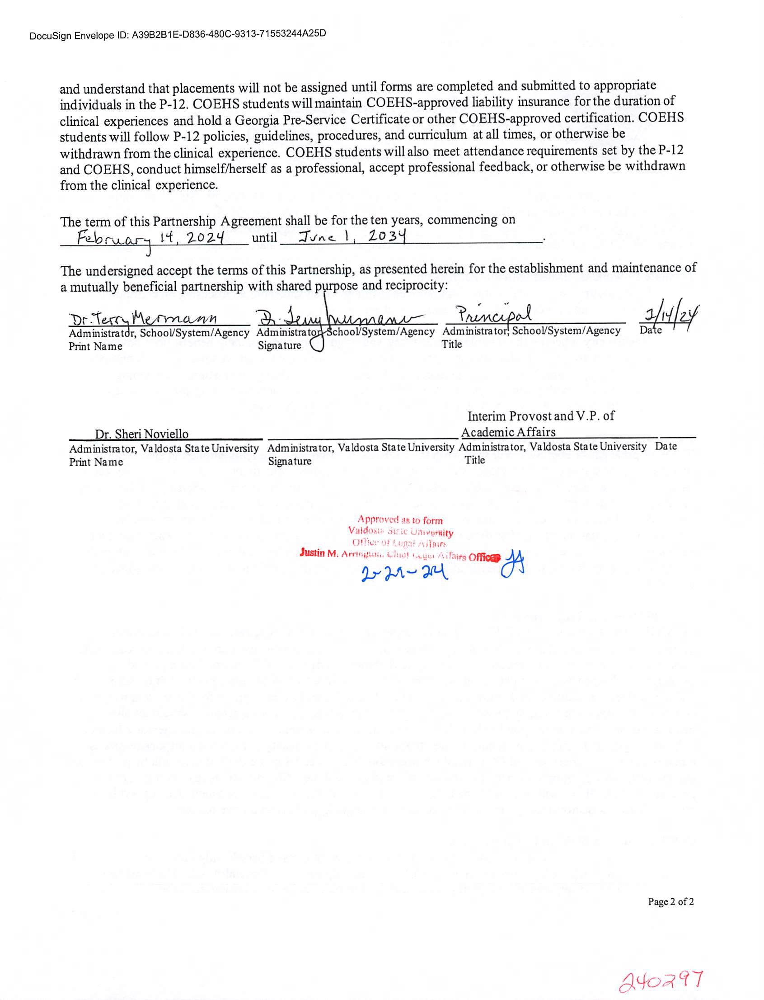 DocuSign Envelope ID: A39B2B1E-D836-480C-9313-71553244A25D
and understand that placements will not be assigned until forms are completed and submitted to appropriate
individuals in the P-12. COEHS students will maintain COEHS-approved liability insurance for the duration of
clinical experiences and hold a Georgia Pre-Service Certificate or other COEHS-approved certification. COEHS
students will follow P-12 policies, guidelines, procedures, and curriculum at all times, or otherwise be
withdrawn from the clinical experience. COEHS students will also meet attendance requirements set by the P-12
and COEHS, conduct himself/herself as a professional, accept professional feedback, or otherwise be withdrawn
from the clinical experience.
The term of this Partnership Agreement shall be for the ten years, commencing on
February 14, 2024 until June 1, 2034.
The undersigned accept the terms of this Partnership, as presented herein for the establishment and maintenance of
a mutually beneficial partnership with shared purpose and reciprocity:
Dr. Terry Mermann Dr. Principal 2/14/24
Administrator, School/System/Agency Administrator, School/System/Agency Administrator, School/System/Agency Date
Print Name Signature Title
Interim Provost and V.P. of
Dr. Sheri Noviello Academic Affairs
Administrator, Valdosta State University Administrator, Valdosta State University Administrator, Valdosta State University Date
Print Name Signature Title
Approved as to form
Valdosta State University
Office of Legal Affairs
Justin M. Arrington, Chief Legal Affairs Officer JA
2-29-24
Page 2 of 2
240297